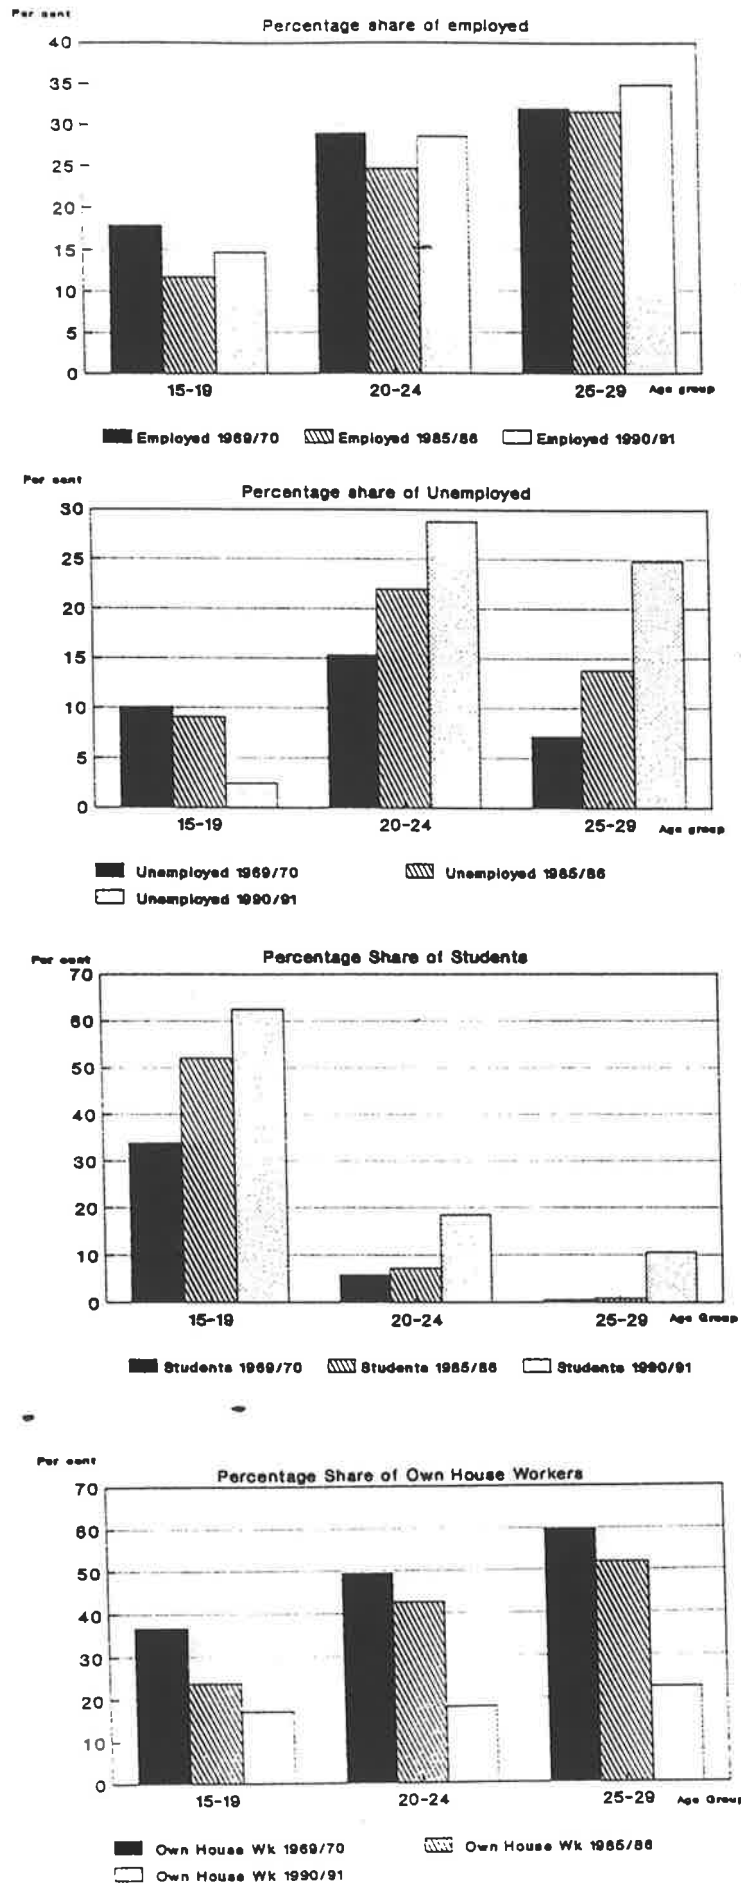 Per cent
Percentage share of employed
40
35
30
25
20
15
10
5
0
15-19 20-24 25-29 Age group
Employed 1969/70 Employed 1985/86 Employed 1990/91
Per cent
Percentage share of Unemployed
30
25
20
15
10
5
0
15-19 20-24 25-29 Age group
Unemployed 1969/70 Unemployed 1985/86
Unemployed 1990/91
Per cent
Percentage Share of Students
70
60
50
40
30
20
10
0
15-19 20-24 25-29 Age Group
Students 1969/70 Students 1985/86 Students 1990/91
Per cent
Percentage Share of Own House Workers
70
60
50
40
30
20
10
0
15-19 20-24 25-29 Age Group
Own House Wk 1969/70 Own House Wk 1985/86
Own House Wk 1990/91